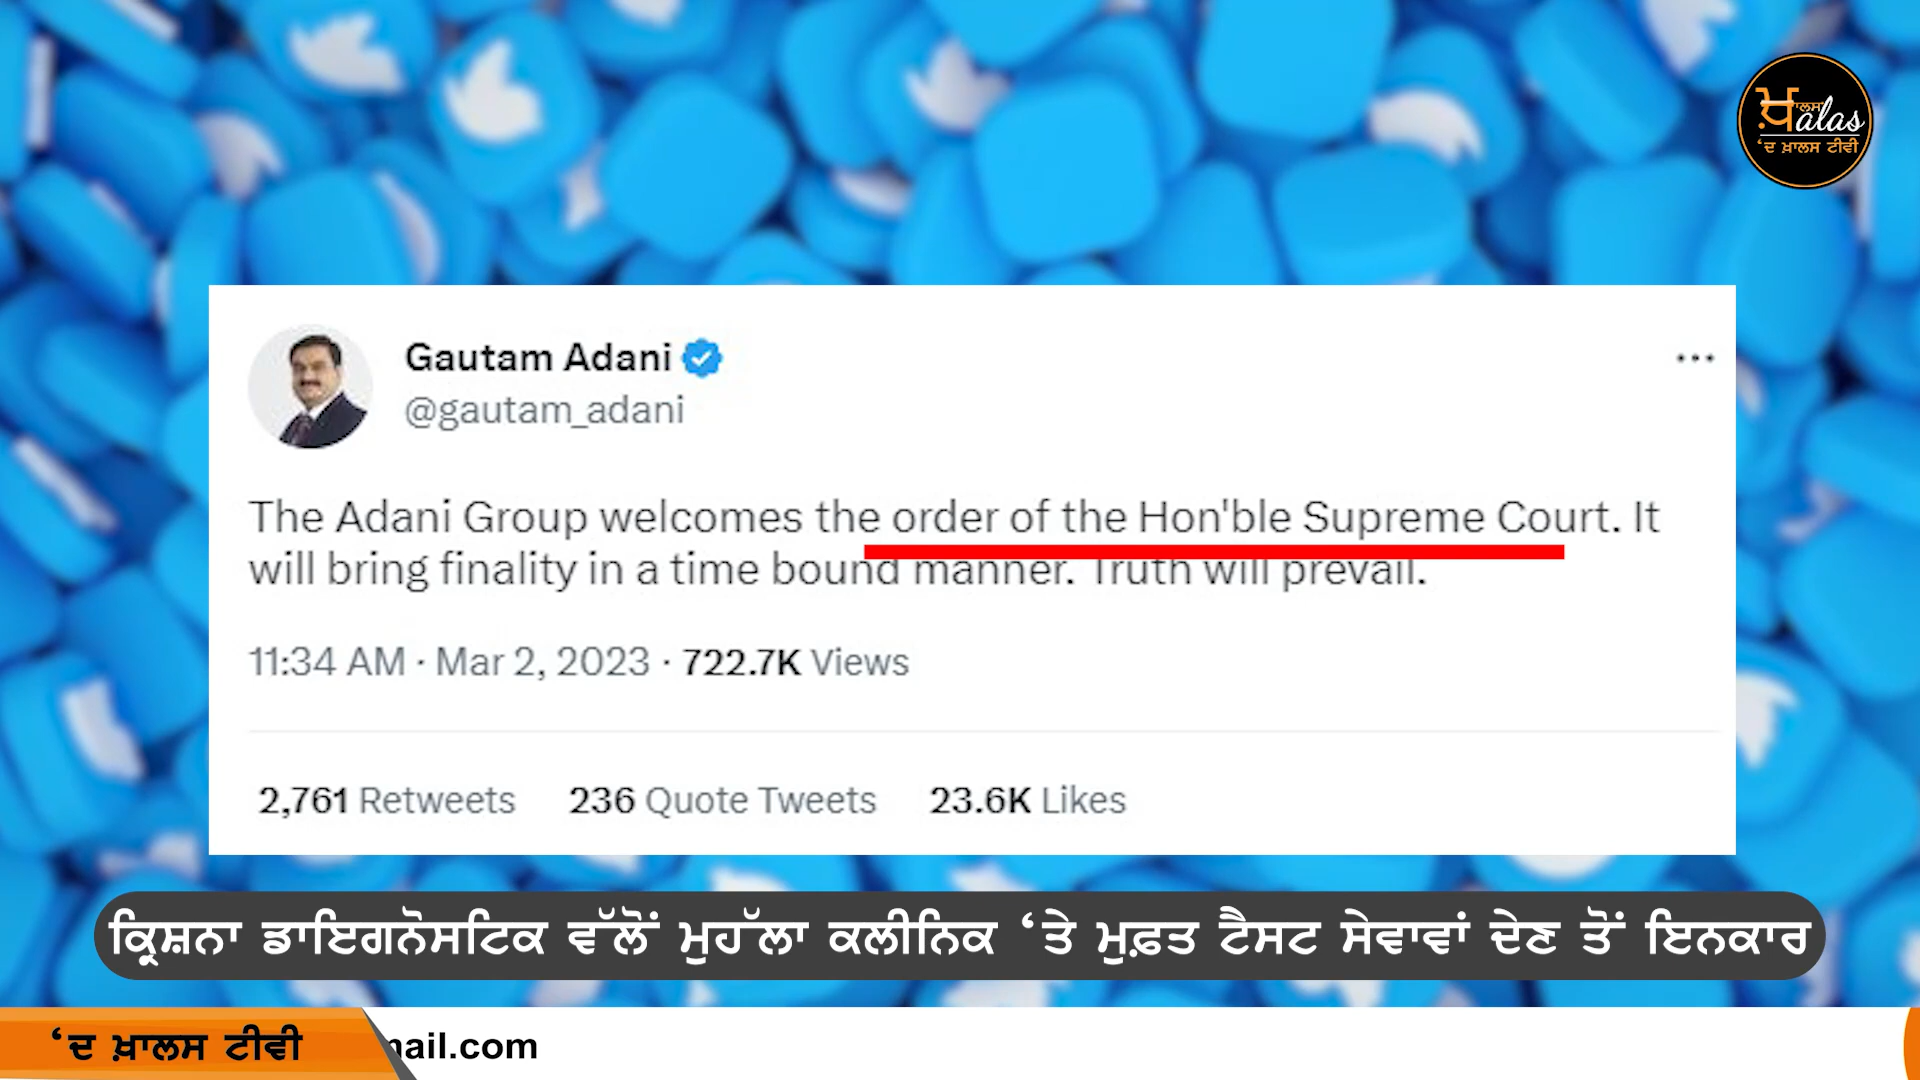 ਖ਼ਾਲਸ
alas
‘ਦ ਖ਼ਾਲਸ ਟੀਵੀ
Gautam Adani
@gautam_adani
The Adani Group welcomes the order of the Hon'ble Supreme Court. It
will bring finality in a time bound manner. Truth will prevail.
11:34 AM · Mar 2, 2023 · 722.7K Views
2,761 Retweets 236 Quote Tweets 23.6K Likes
ਕ੍ਰਿਸ਼ਨਾ ਡਾਇਗਨੋਸਟਿਕ ਵੱਲੋਂ ਮੁਹੱਲਾ ਕਲੀਨਿਕ ‘ਤੇ ਮੁਫ਼ਤ ਟੈਸਟ ਸੇਵਾਵਾਂ ਦੇਣ ਤੋਂ ਇਨਕਾਰ
‘ਦ ਖ਼ਾਲਸ ਟੀਵੀ
ail.com